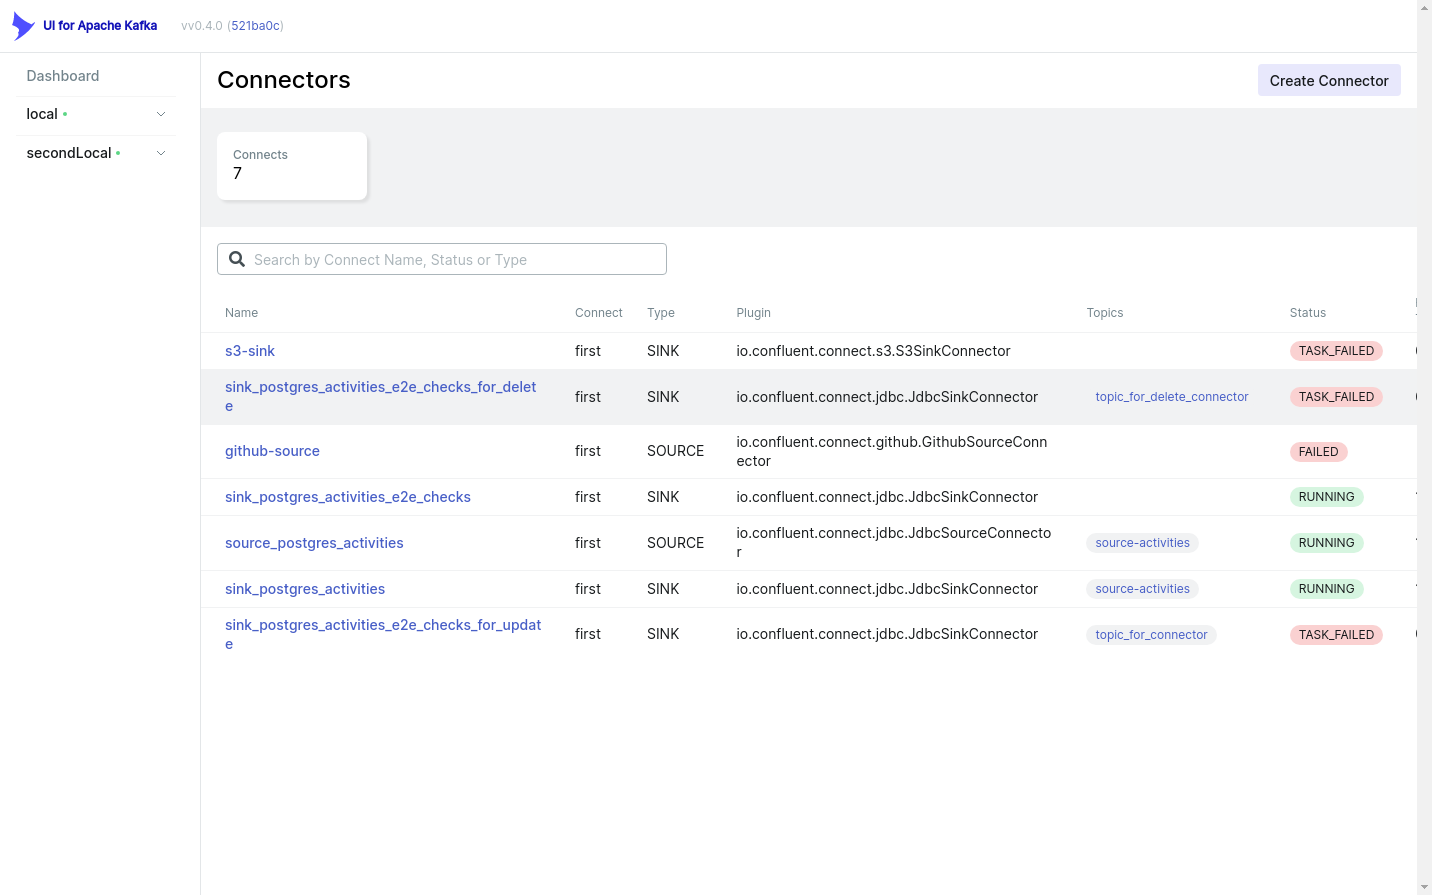 UI for Apache Kafka vv0.4.0 (521ba0c)
Dashboard
local
secondLocal
Connectors
Create Connector
Connects
7
Search by Connect Name, Status or Type
Name Connect Type Plugin Topics Status
s3-sink first SINK io.confluent.connect.s3.S3SinkConnector TASK_FAILED
sink_postgres_activities_e2e_checks_for_delet
e
first SINK io.confluent.connect.jdbc.JdbcSinkConnector topic_for_delete_connector TASK_FAILED
github-source first SOURCE
io.confluent.connect.github.GithubSourceConn
ector
FAILED
sink_postgres_activities_e2e_checks first SINK io.confluent.connect.jdbc.JdbcSinkConnector RUNNING
source_postgres_activities first SOURCE
io.confluent.connect.jdbc.JdbcSourceConnecto
r
source-activities RUNNING
sink_postgres_activities first SINK io.confluent.connect.jdbc.JdbcSinkConnector source-activities RUNNING
sink_postgres_activities_e2e_checks_for_updat
e
first SINK io.confluent.connect.jdbc.JdbcSinkConnector topic_for_connector TASK_FAILED